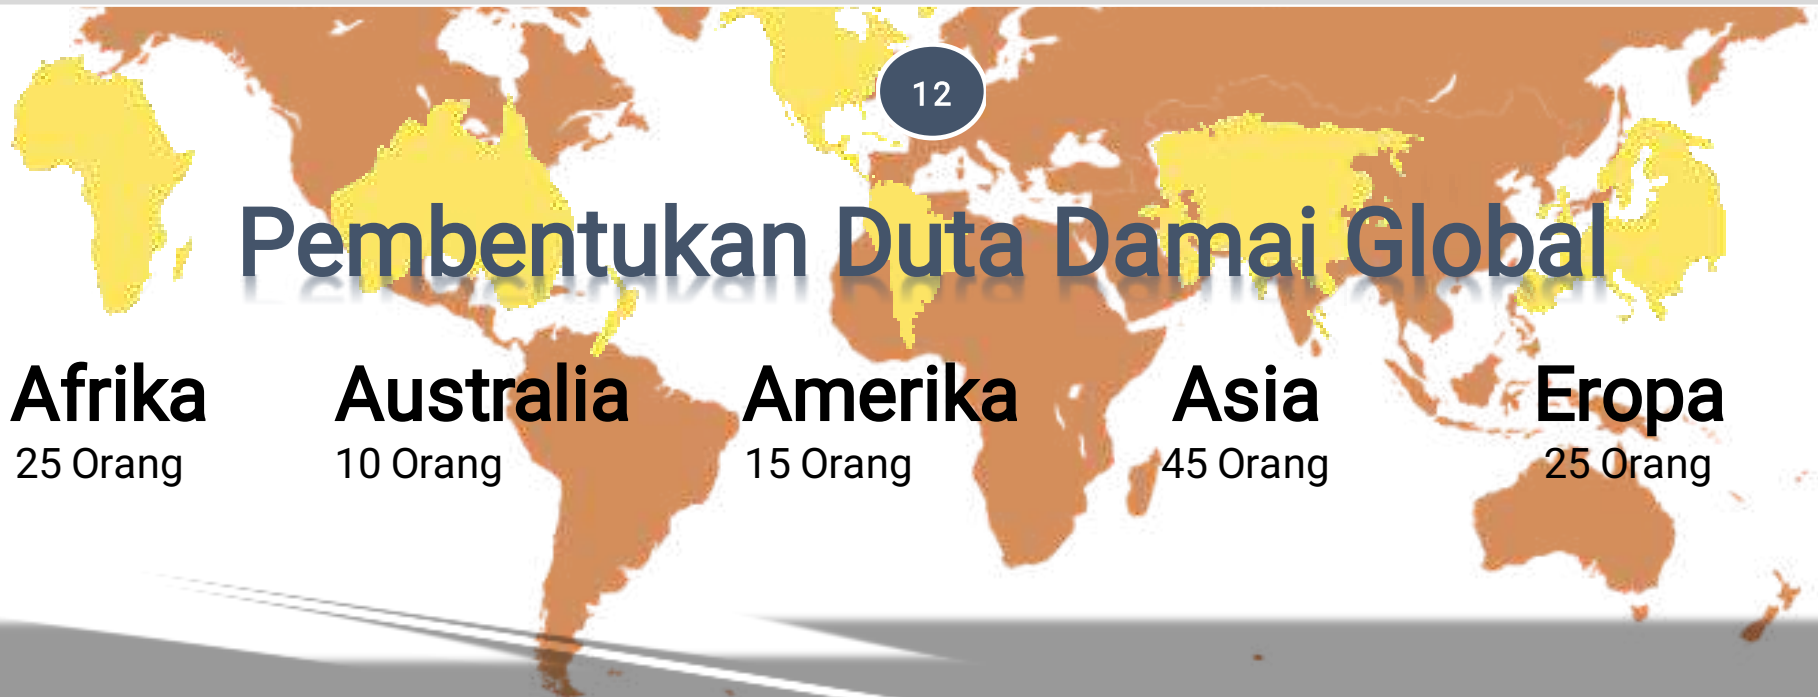 12
Pembentukan Duta Damai Global
Afrika
25 Orang
Australia
10 Orang
Amerika
15 Orang
Asia
45 Orang
Eropa
25 Orang